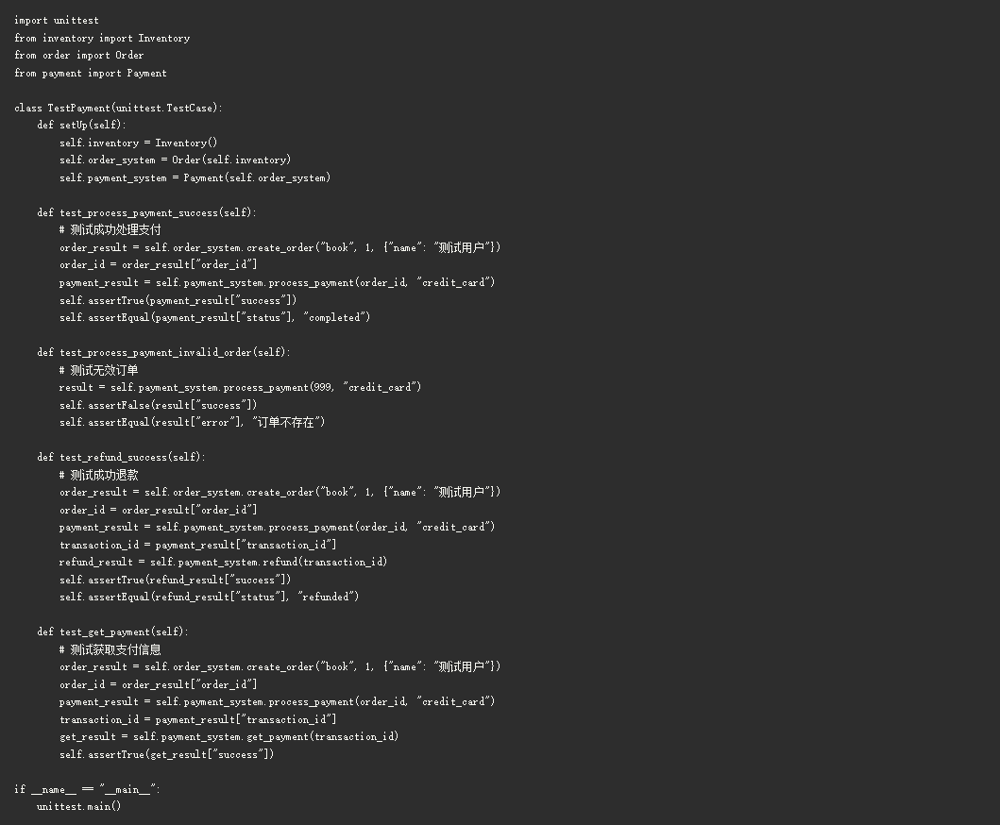 import unittest
from inventory import Inventory
from order import Order
from payment import Payment

class TestPayment(unittest.TestCase):
    def setUp(self):
        self.inventory = Inventory()
        self.order_system = Order(self.inventory)
        self.payment_system = Payment(self.order_system)

    def test_process_payment_success(self):
        # 测试成功处理支付
        order_result = self.order_system.create_order("book", 1, {"name": "测试用户"})
        order_id = order_result["order_id"]
        payment_result = self.payment_system.process_payment(order_id, "credit_card")
        self.assertTrue(payment_result["success"])
        self.assertEqual(payment_result["status"], "completed")

    def test_process_payment_invalid_order(self):
        # 测试无效订单
        result = self.payment_system.process_payment(999, "credit_card")
        self.assertFalse(result["success"])
        self.assertEqual(result["error"], "订单不存在")

    def test_refund_success(self):
        # 测试成功退款
        order_result = self.order_system.create_order("book", 1, {"name": "测试用户"})
        order_id = order_result["order_id"]
        payment_result = self.payment_system.process_payment(order_id, "credit_card")
        transaction_id = payment_result["transaction_id"]
        refund_result = self.payment_system.refund(transaction_id)
        self.assertTrue(refund_result["success"])
        self.assertEqual(refund_result["status"], "refunded")

    def test_get_payment(self):
        # 测试获取支付信息
        order_result = self.order_system.create_order("book", 1, {"name": "测试用户"})
        order_id = order_result["order_id"]
        payment_result = self.payment_system.process_payment(order_id, "credit_card")
        transaction_id = payment_result["transaction_id"]
        get_result = self.payment_system.get_payment(transaction_id)
        self.assertTrue(get_result["success"])

if __name__ == "__main__":
    unittest.main()